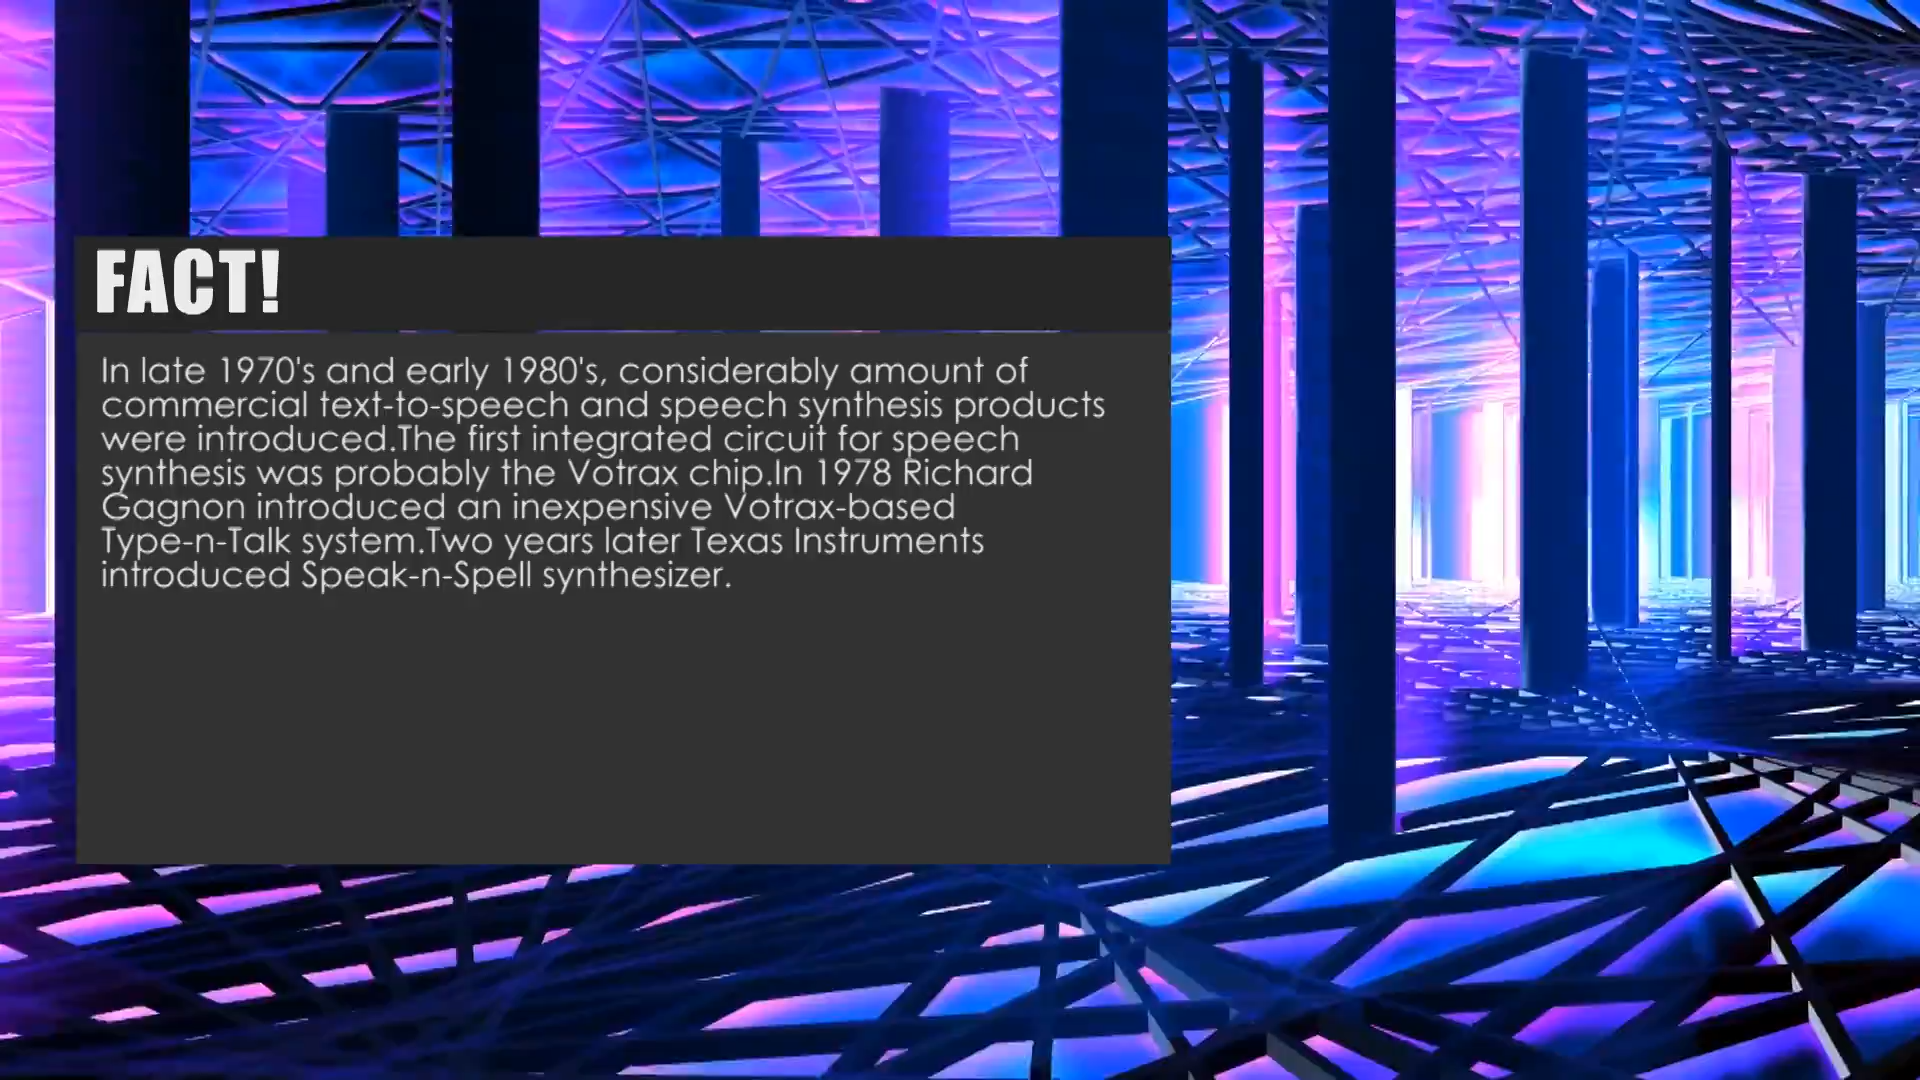 FACT!
In late 1970's and early 1980's, considerably amount of
commercial text-to-speech and speech synthesis products
were introduced.The first integrated circuit for speech
synthesis was probably the Votrax chip.In 1978 Richard
Gagnon introduced an inexpensive Votrax-based
Type-n-Talk system.Two years later Texas Instruments
introduced Speak-n-Spell synthesizer.